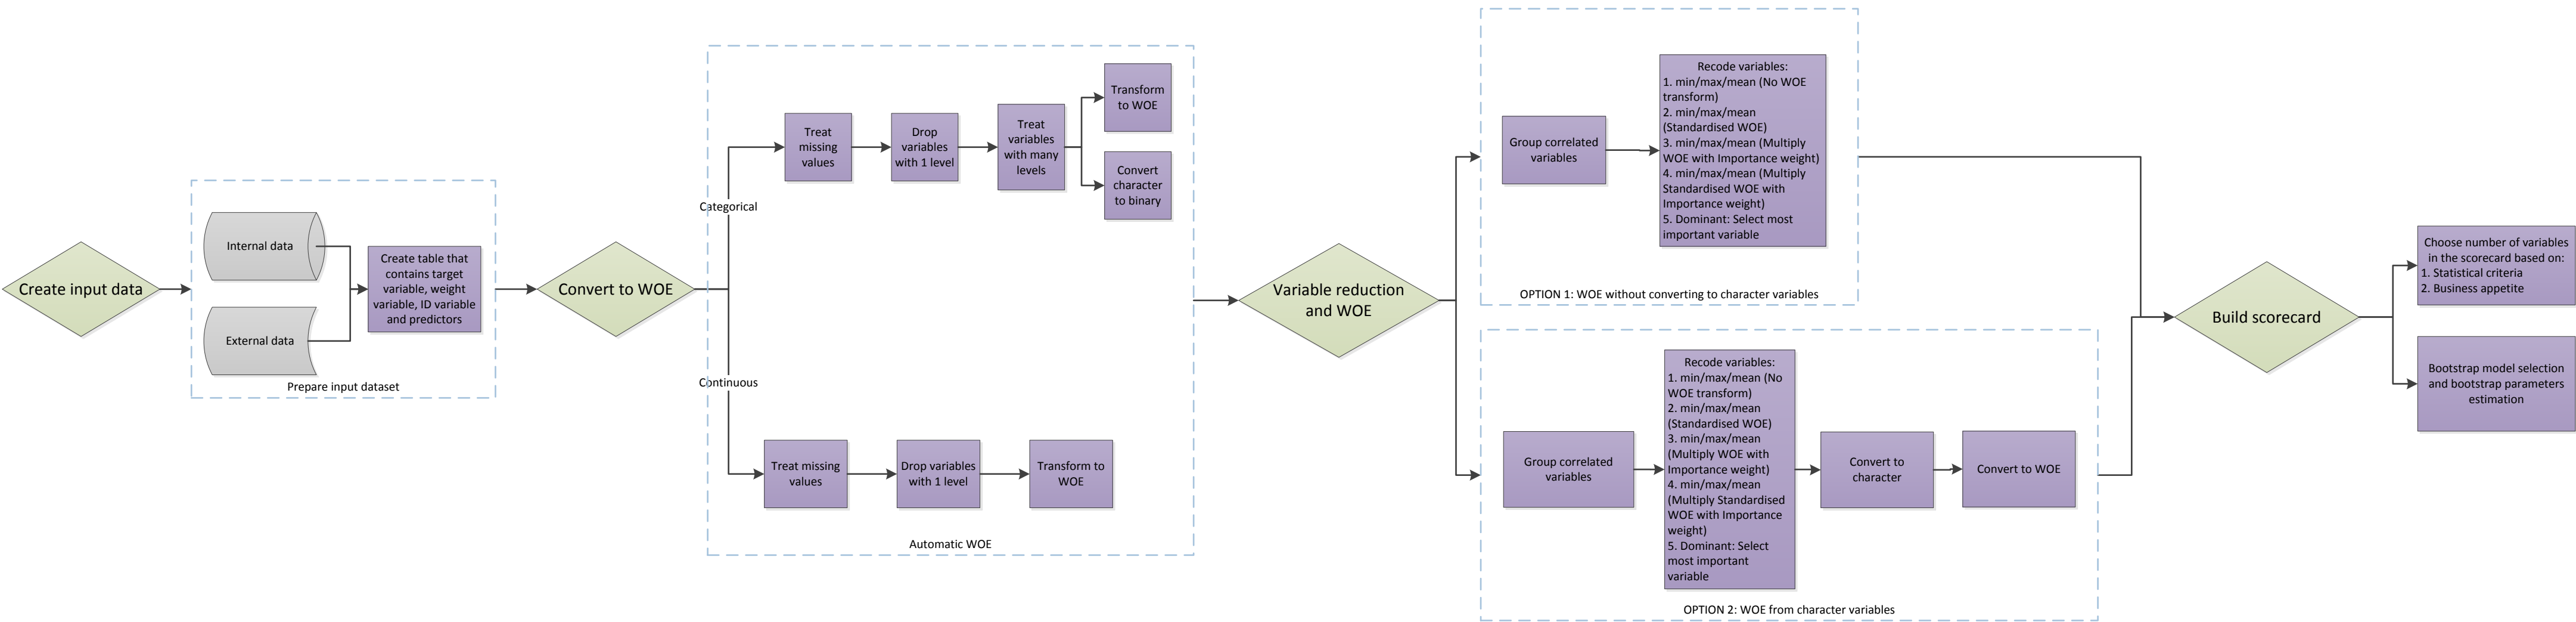 Create input data
Internal data
External data
Create table that
contains target
variable, weight
variable, ID variable
and predictors
Prepare input dataset
Convert to WOE
Categorical
Continuous
Treat
missing
values
Drop
variables
with 1 level
Treat
variables
with many
levels
Transform
to WOE
Convert
character
to binary
Treat missing
values
Drop variables
with 1 level
Transform to
WOE
Automatic WOE
Variable reduction
and WOE
Group correlated
variables
Recode variables:
1. min/max/mean (No WOE
transform)
2. min/max/mean
(Standardised WOE)
3. min/max/mean (Multiply
WOE with Importance weight)
4. min/max/mean (Multiply
Standardised WOE with
Importance weight)
5. Dominant: Select most
important variable
OPTION 1: WOE without converting to character variables
Group correlated
variables
Recode variables:
1. min/max/mean (No
WOE transform)
2. min/max/mean
(Standardised WOE)
3. min/max/mean
(Multiply WOE with
Importance weight)
4. min/max/mean
(Multiply Standardised
WOE with Importance
weight)
5. Dominant: Select
most important
variable
Convert to
character
Convert to WOE
OPTION 2: WOE from character variables
Build scorecard
Choose number of variables
in the scorecard based on:
1. Statistical criteria
2. Business appetite
Bootstrap model selection
and bootstrap parameters
estimation